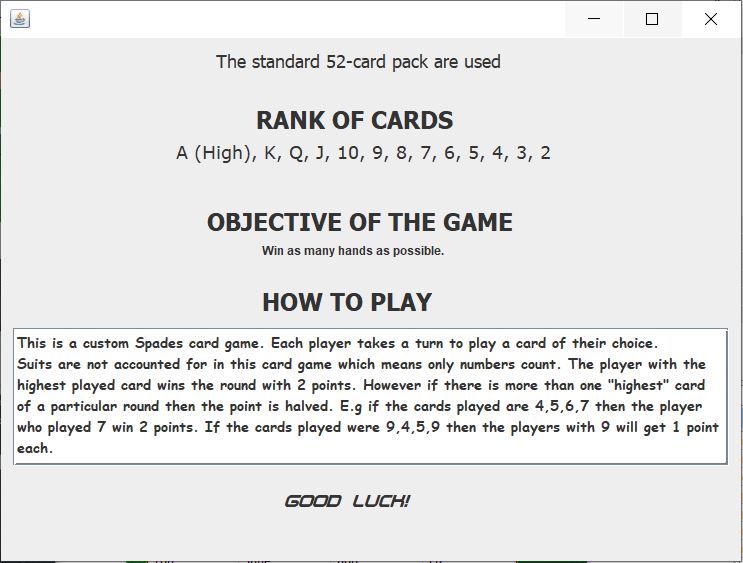 The standard 52-card pack are used
RANK OF CARDS
A (High), K, Q, J, 10, 9, 8, 7, 6, 5, 4, 3, 2
OBJECTIVE OF THE GAME
Win as many hands as possible.
HOW TO PLAY
This is a custom Spades card game. Each player takes a turn to play a card of their choice.
Suits are not accounted for in this card game which means only numbers count. The player with the
highest played card wins the round with 2 points. However if there is more than one "highest" card
of a particular round then the point is halved. E.g if the cards played are 4,5,6,7 then the player
who played 7 win 2 points. If the cards played were 9,4,5,9 then the players with 9 will get 1 point
each.
GOOD LUCK!